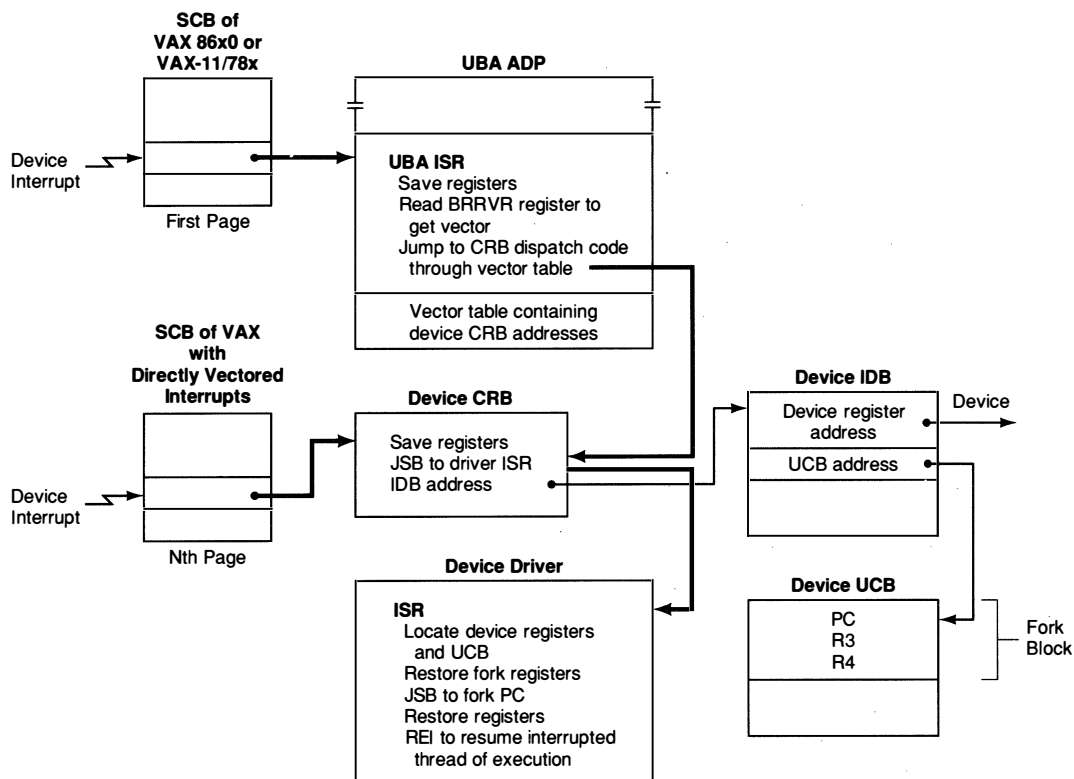 SCB of
VAX 86x0 or
VAX-11/78x
UBA ADP
Device
Interrupt
First Page
UBA ISR
Save registers
Read BRRVR register to
get vector
Jump to CRB dispatch code
through vector table
Vector table containing
device CRB addresses
SCB of VAX
with
Directly Vectored
Interrupts
Device
Interrupt
Nth Page
Device CRB
Save registers
JSB to driver ISR
IDB address
Device IDB
Device register
address
UCB address
Device
Device Driver
ISR
Locate device registers
and UCB
Restore fork registers
JSB to fork PC
Restore registers
REI to resume interrupted
thread of execution
Device UCB
PC
R3
R4
Fork
Block